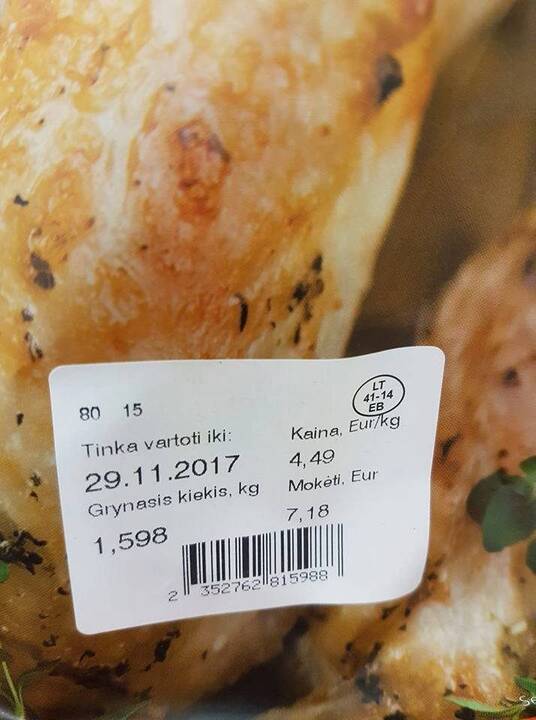 80 15
LT
41-14
EB
Tinka vartoti iki:
29.11.2017
Grynasis kiekis, kg
1,598
Kaina, Eur/kg
4,49
Mokėti. Eur
7,18
2 352762 815988